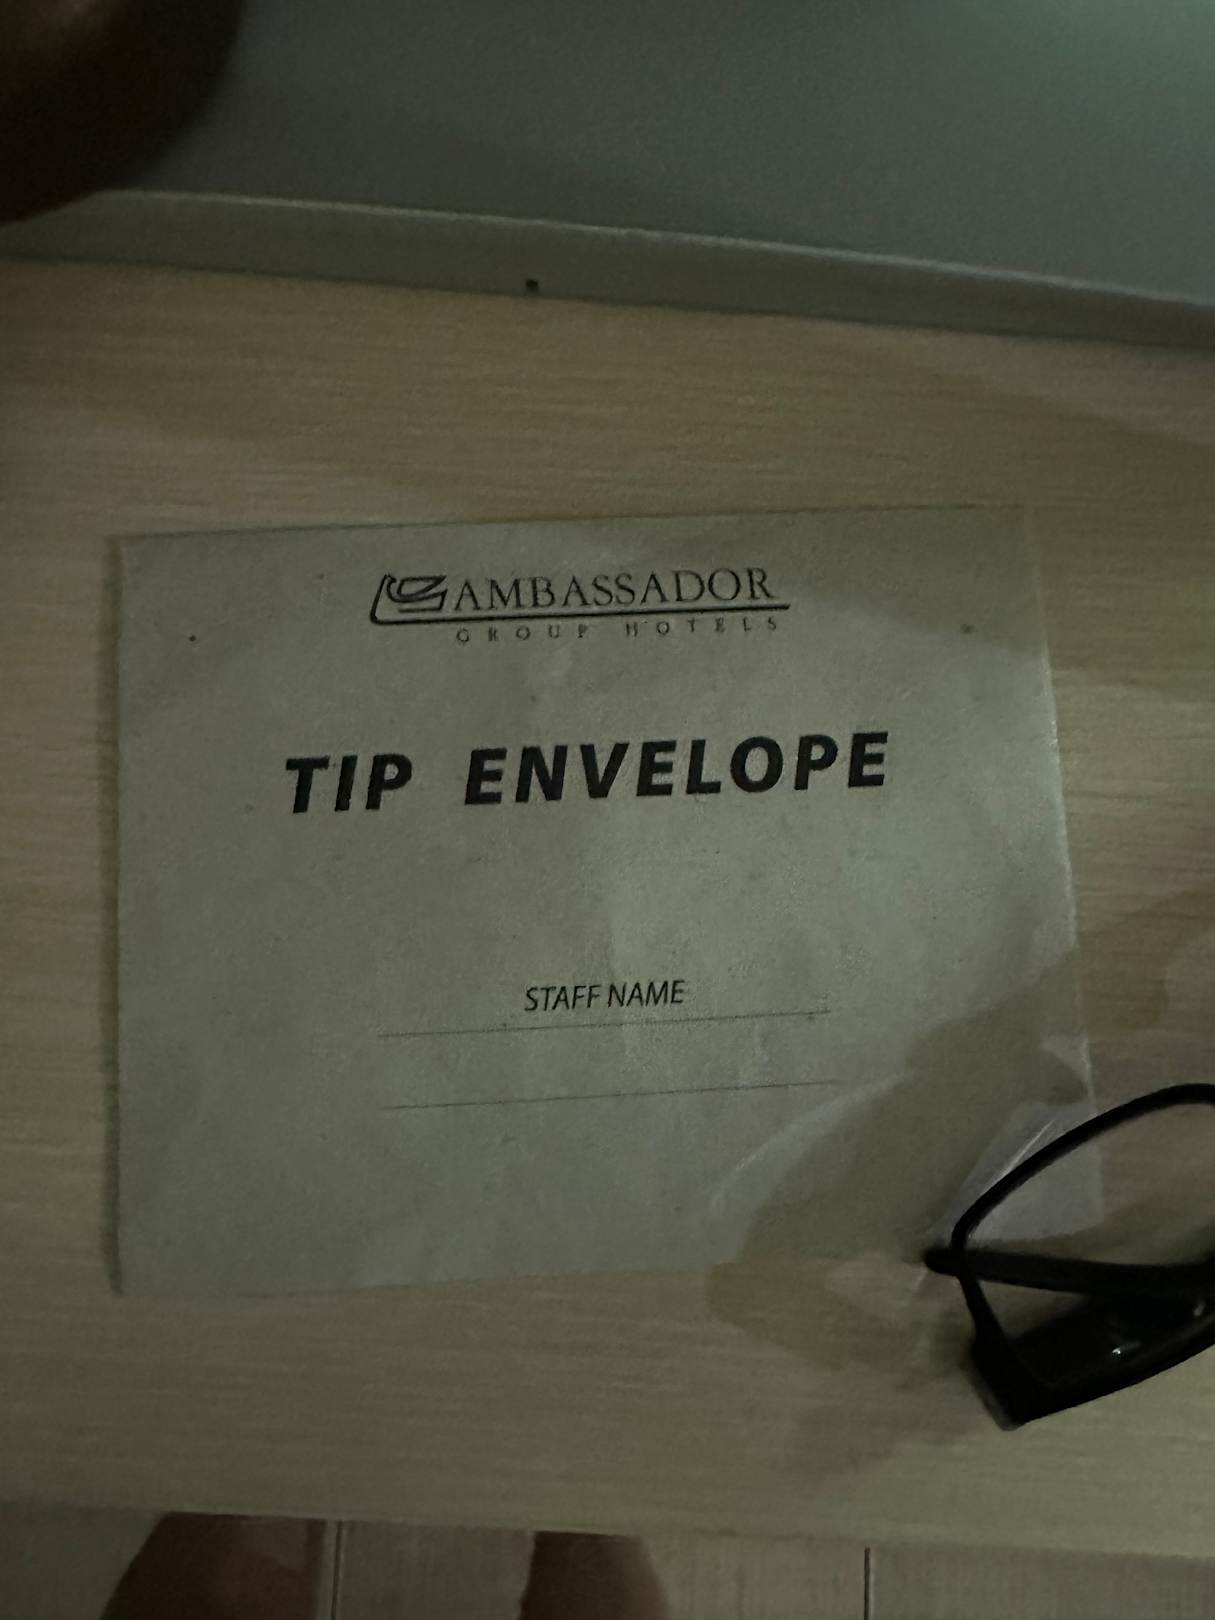 AMBASSADOR
GROUP HOTELS
TIP ENVELOPE
STAFF NAME